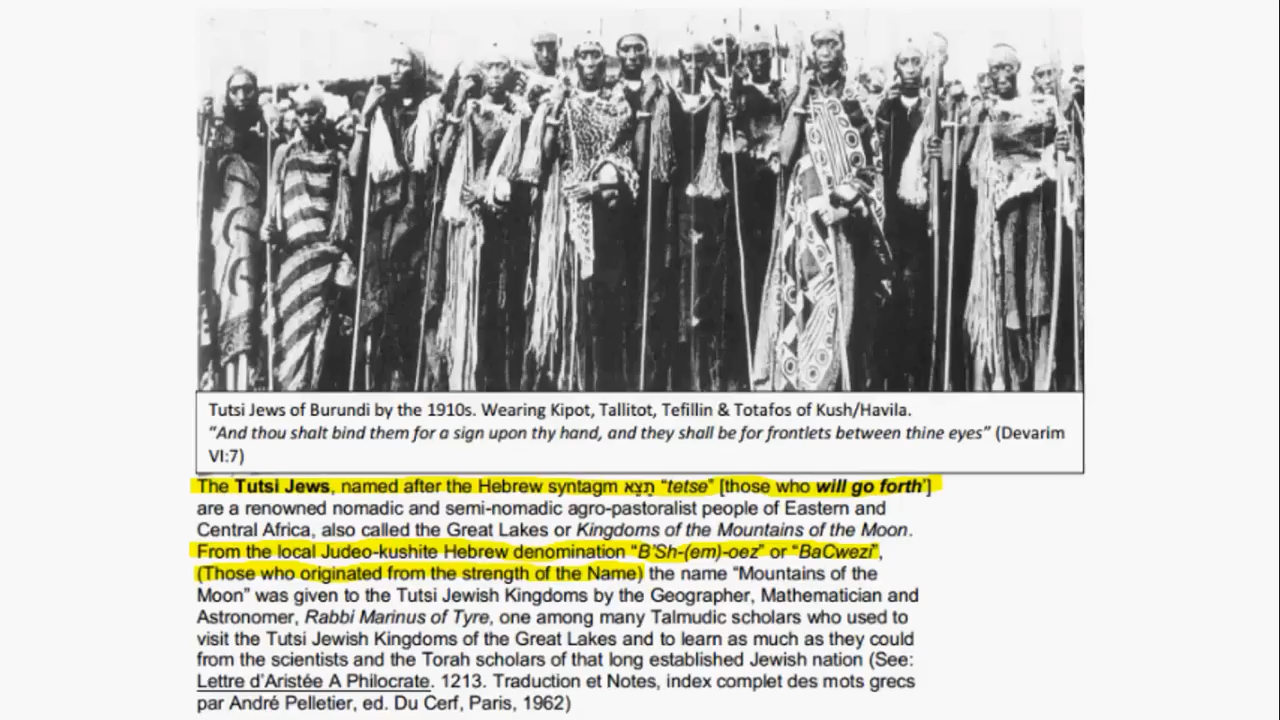 Tutsi Jews of Burundi by the 1910s. Wearing Kipot, Tallitot, Tefillin & Totafos of Kush/Havila.
“And thou shalt bind them for a sign upon thy hand, and they shall be for frontlets between thine eyes” (Devarim
VI:7)
The Tutsi Jews, named after the Hebrew syntagm תֵּצֵא “tetse” [those who will go forth’]
are a renowned nomadic and semi-nomadic agro-pastoralist people of Eastern and
Central Africa, also called the Great Lakes or Kingdoms of the Mountains of the Moon.
From the local Judeo-kushite Hebrew denomination “B’Sh-(em)-oez” or “BaCwezi”,
(Those who originated from the strength of the Name) the name “Mountains of the
Moon” was given to the Tutsi Jewish Kingdoms by the Geographer, Mathematician and
Astronomer, Rabbi Marinus of Tyre, one among many Talmudic scholars who used to
visit the Tutsi Jewish Kingdoms of the Great Lakes and to learn as much as they could
from the scientists and the Torah scholars of that long established Jewish nation (See:
Lettre d’Aristée A Philocrate. 1213. Traduction et Notes, index complet des mots grecs
par André Pelletier, ed. Du Cerf, Paris, 1962)